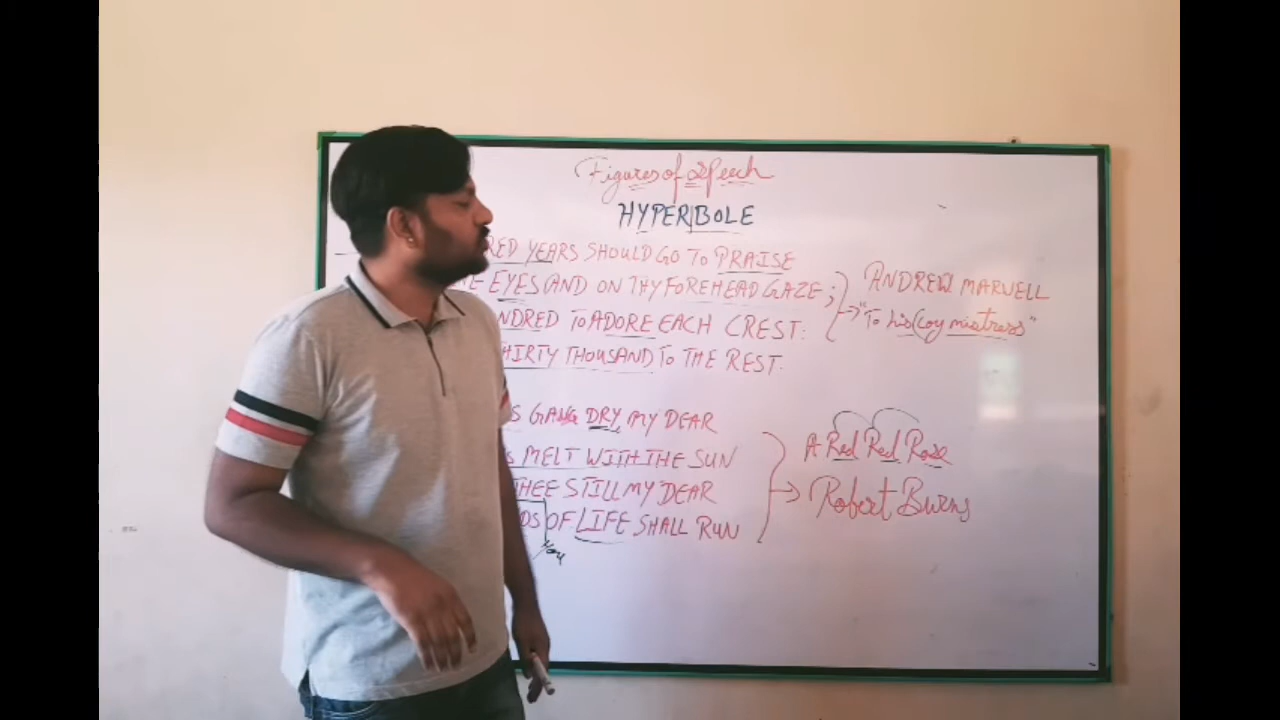 Figures of Speech
HYPERBOLE
RED YEARS SHOULD GO TO PRAISE
E EYES AND ON THY FOREHEAD GAZE;
NDRED TO ADORE EACH CREST:
HIRTY THOUSAND TO THE REST.
ANDREW MARVELL
"To his Coy mistress"
S GANG DRY, MY DEAR
S MELT WITH THE SUN
THEE STILL MY DEAR
DS OF LIFE SHALL RUN
you
A Red Red Rose
Robert Burns